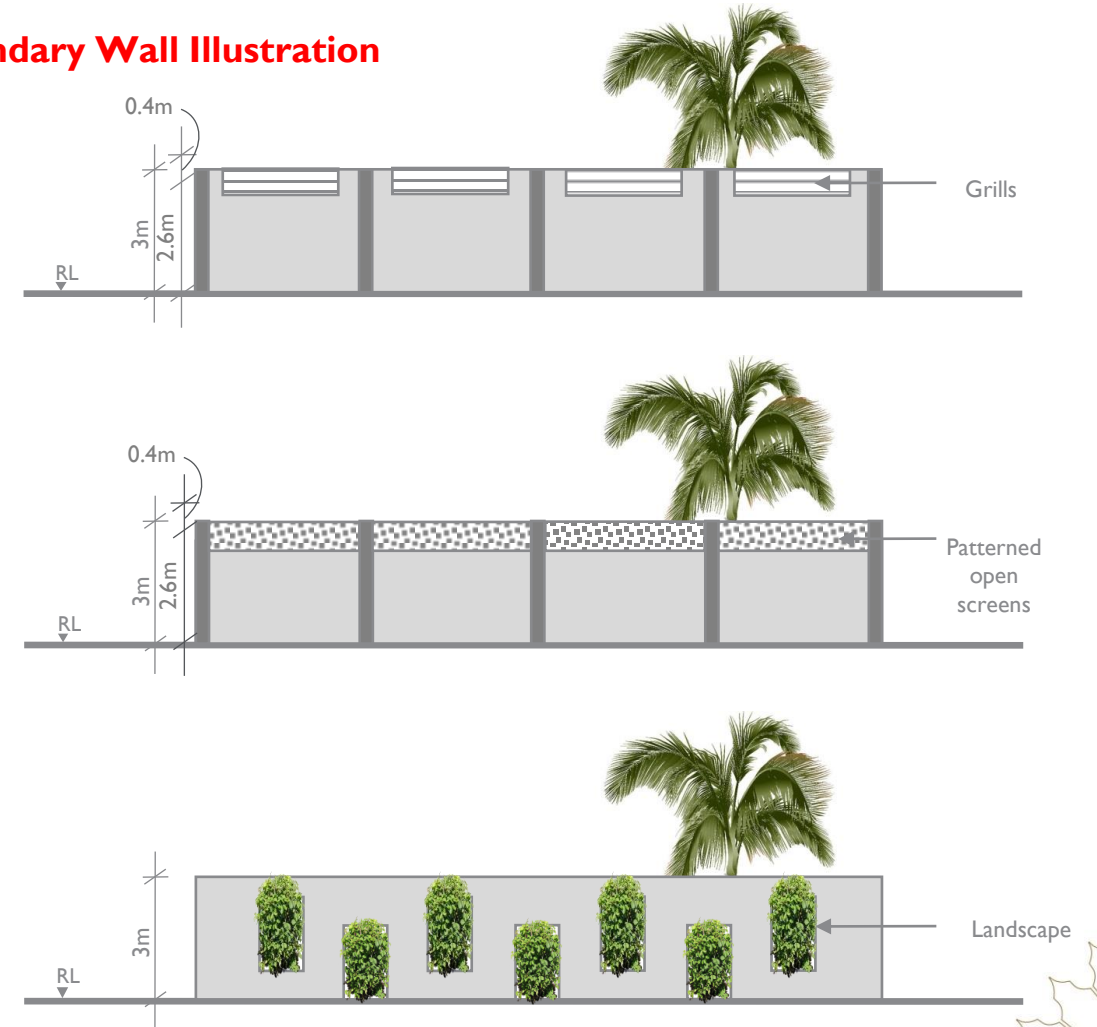 Wall Illustration
0.4m
3m
2.6m
RL
Grills
0.4m
3m
2.6m
RL
Patterned
open
screens
3m
RL
Landscape